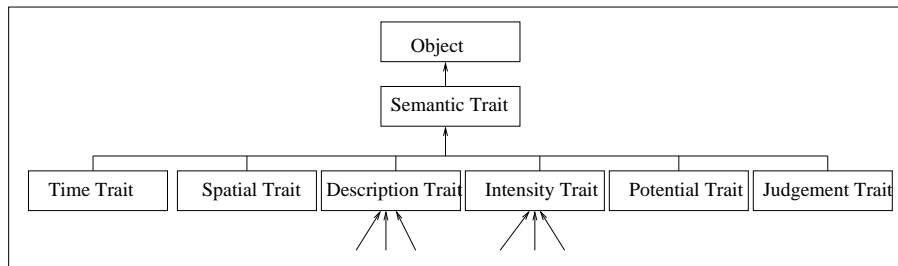 Object
Semantic Trait
Time Trait
Spatial Trait
Description Trait
Intensity Trait
Potential Trait
Judgement Trait